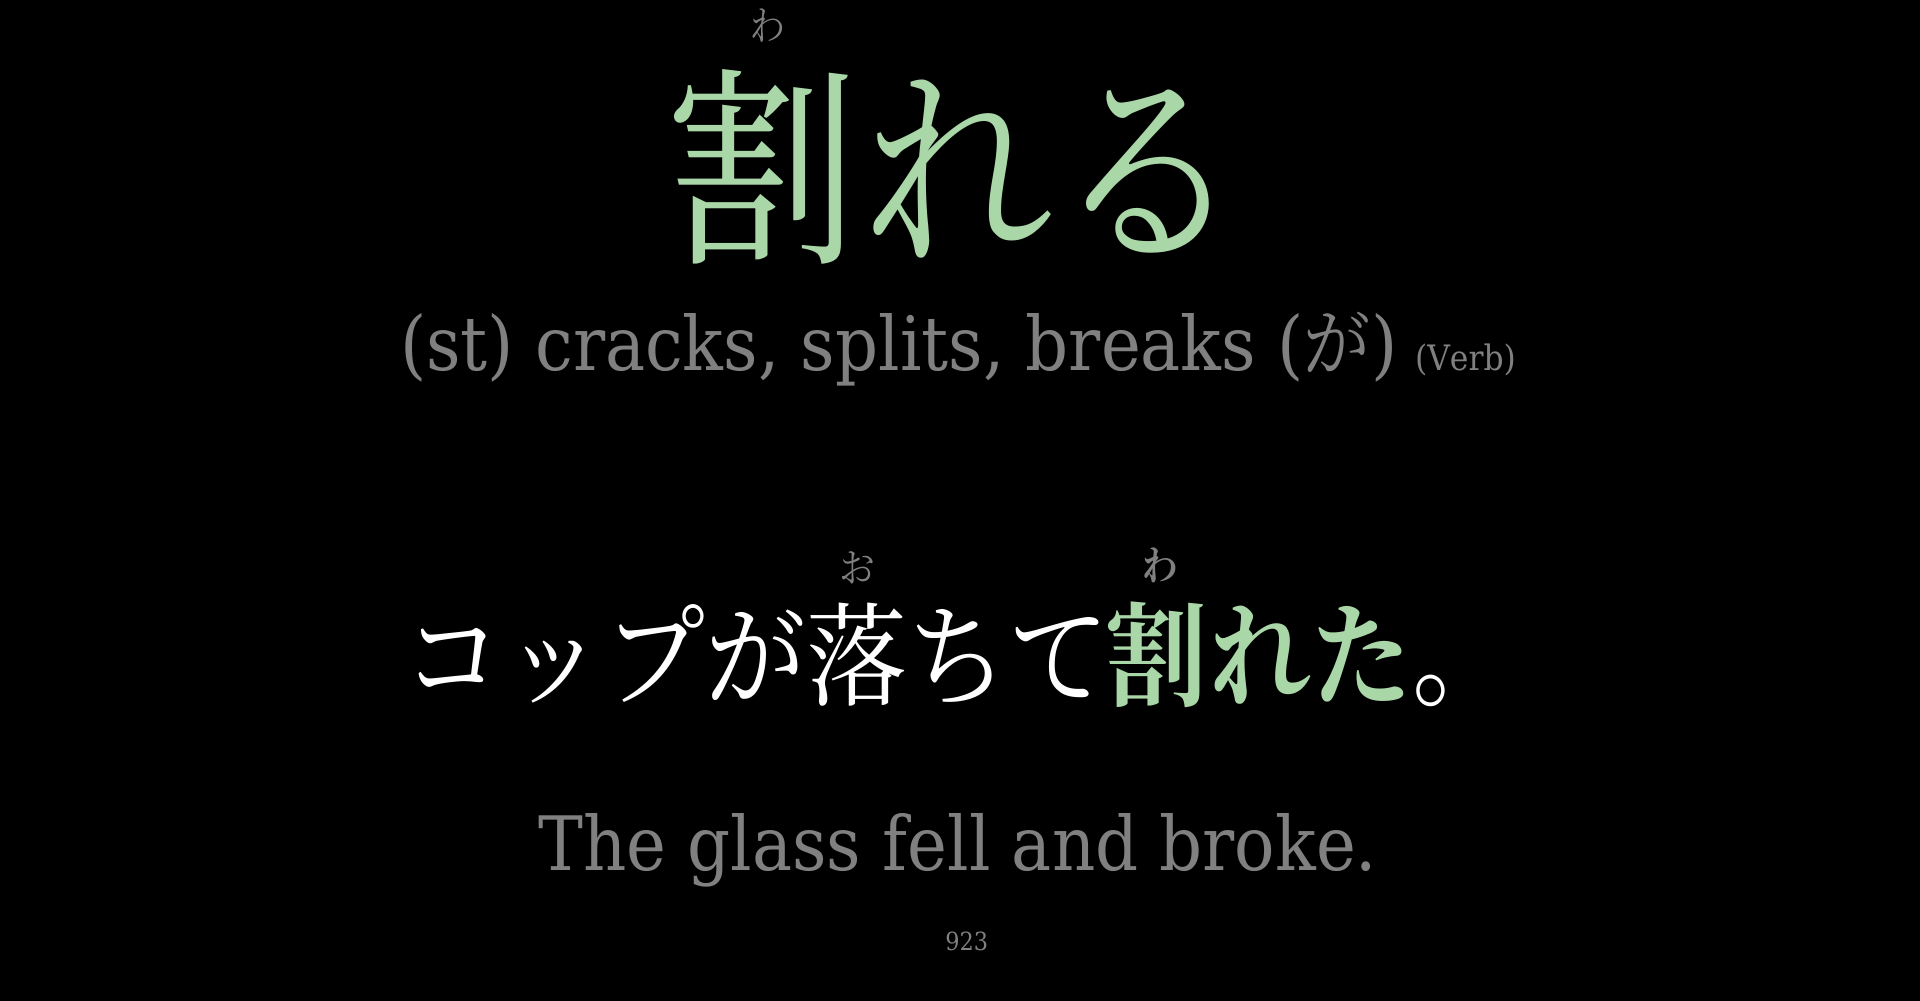 わ
割れる
(st) cracks, splits, breaks (が) (Verb)
お わ
コップが落ちて割れた。
The glass fell and broke.
923